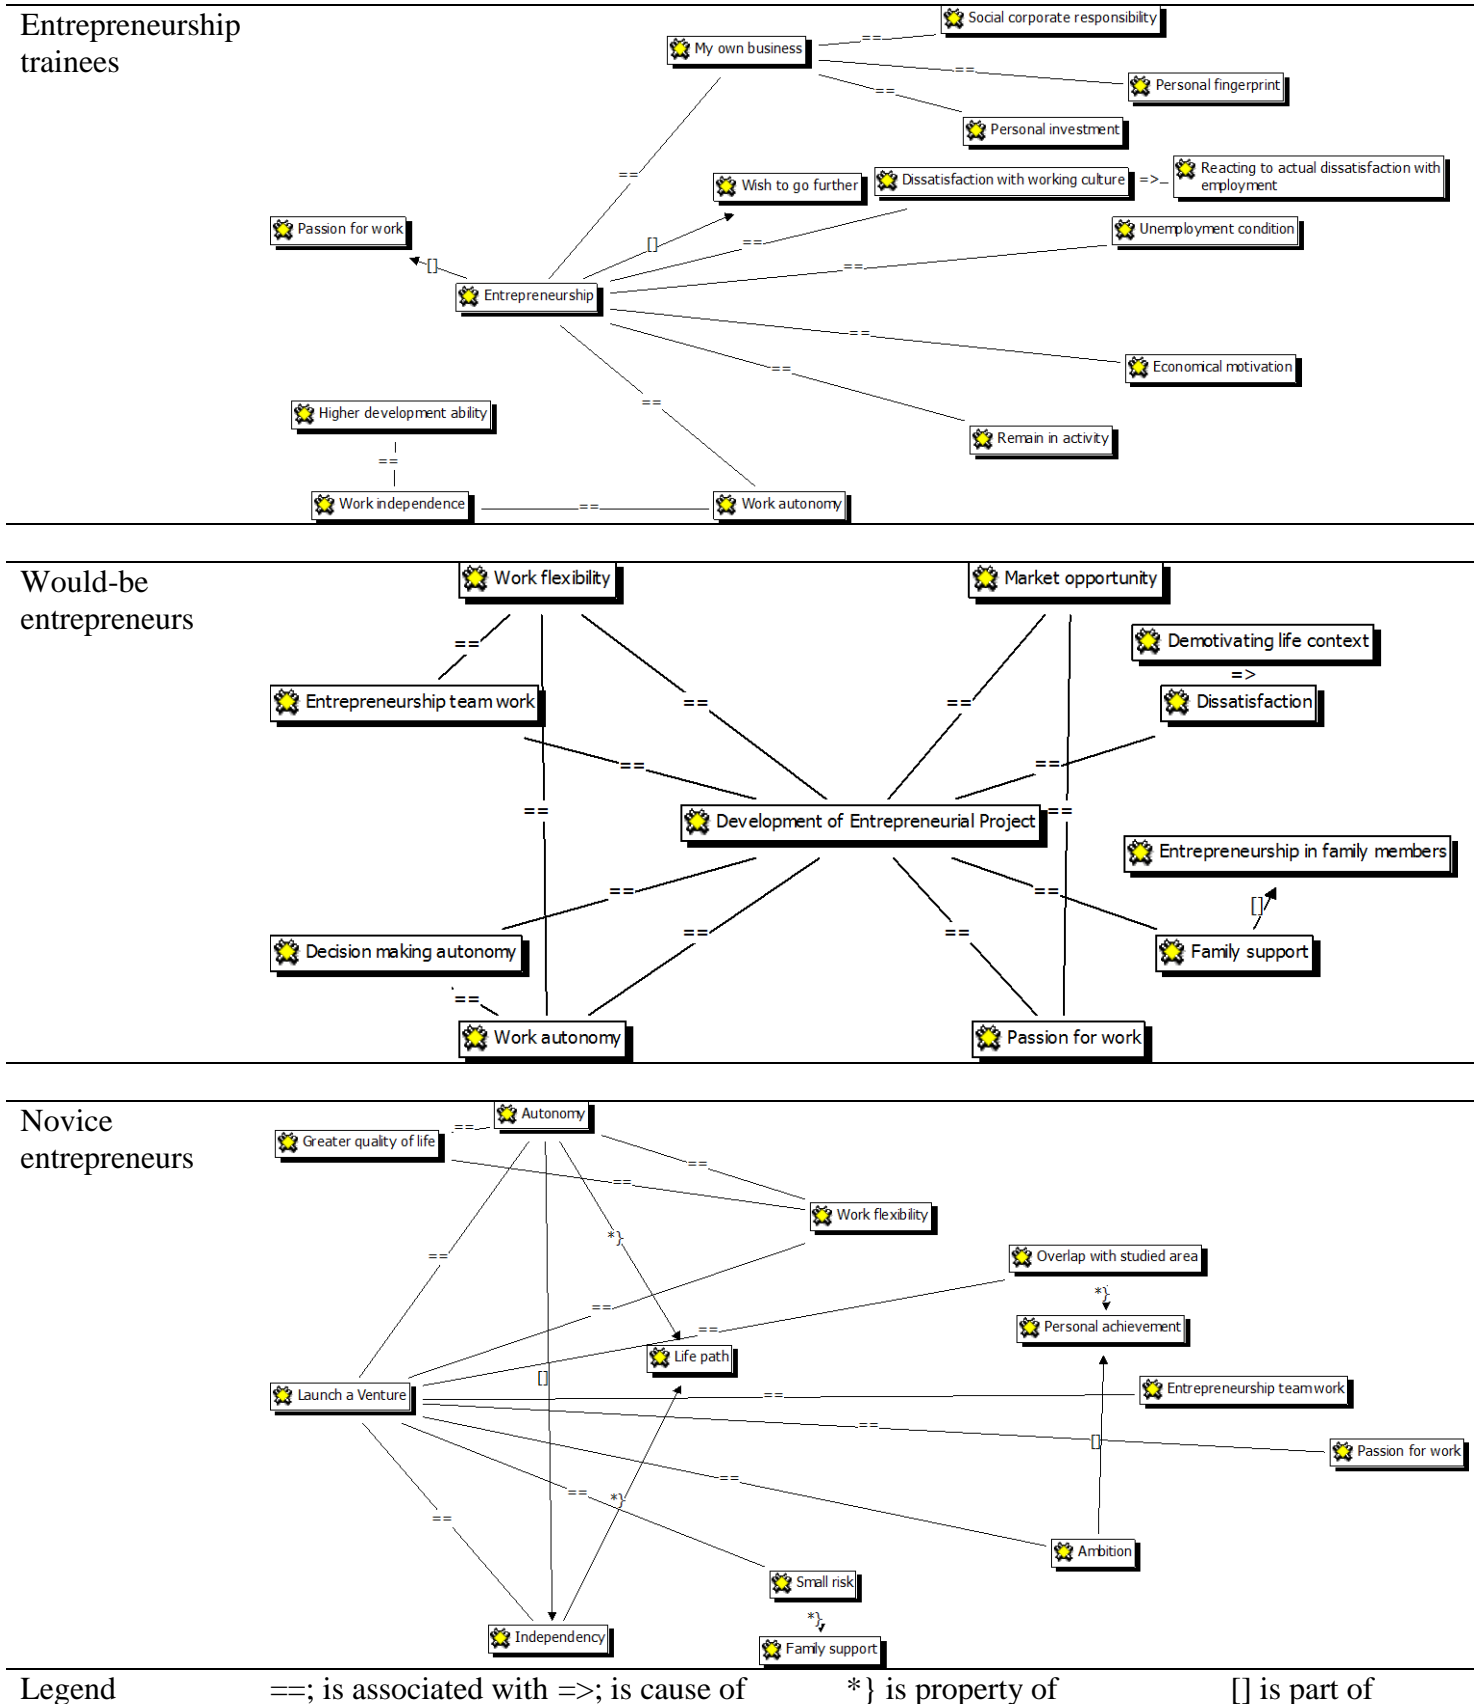 Entrepreneurship
trainees
Social corporate responsibility
==
My own business
==
Personal fingerprint
==
Personal investment
==
Wish to go further
Dissatisfaction with working culture
=>
Reacting to actual dissatisfaction with
employment
Passion for work
[]
[]
==
Unemployment condition
==
Entrepreneurship
==
Economical motivation
==
==
Higher development ability
Remain in activity
==
Work independence
==
Work autonomy
Would-be
entrepreneurs
Work flexibility
Market opportunity
==
Demotivating life context
=>
Entrepreneurship team work
==
==
Dissatisfaction
==
==
==
Development of Entrepreneurial Project
==
Entrepreneurship in family members
==
==
[]
==
==
Decision making autonomy
Family support
==
Work autonomy
Passion for work
Novice
entrepreneurs
Autonomy
==
Greater quality of life
==
==
Work flexibility
*}
==
Overlap with studied area
*}
==
Personal achievement
==
Life path
[]
Launch a Venture
==
Entrepreneurship team work
==
[]
Passion for work
==
==
*}
==
Ambition
Small risk
*}
Independency
Family support
Legend ==; is associated with =>; is cause of *} is property of [] is part of